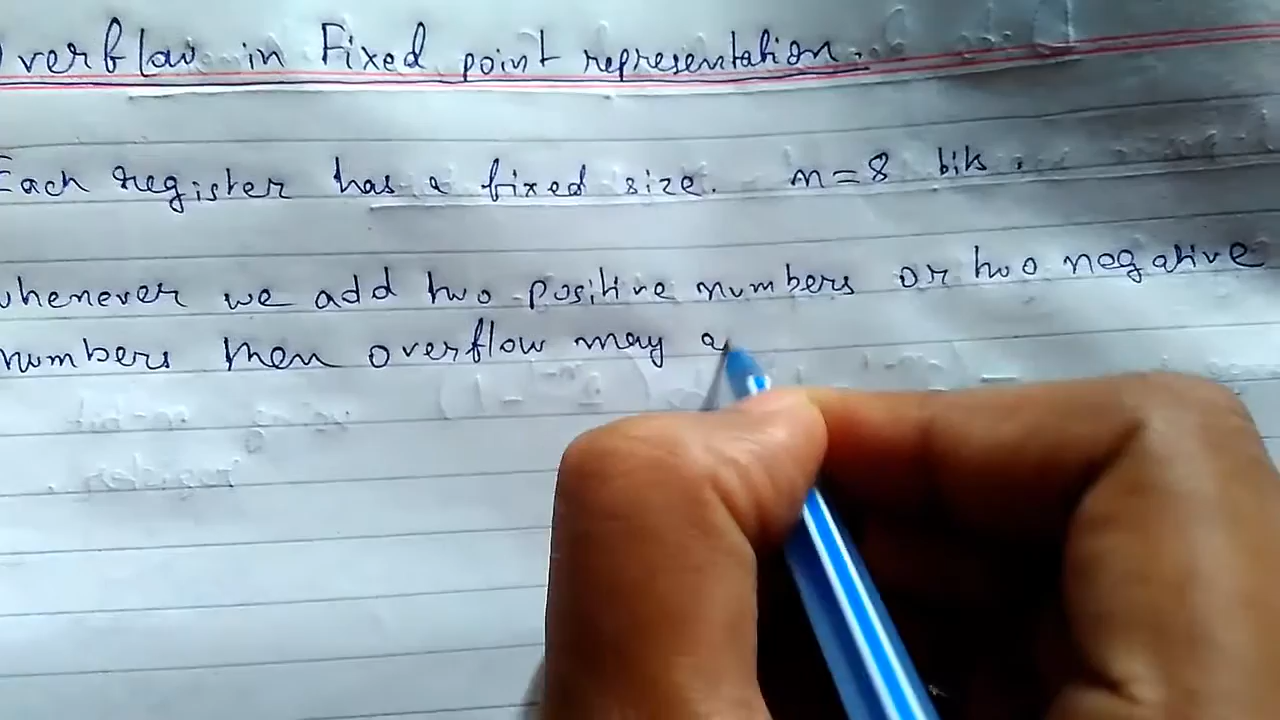 verflow in Fixed point representation.
Each register has a fixed size. n=8 bits.
whenever we add two positive numbers or two negative
numbers then overflow may a